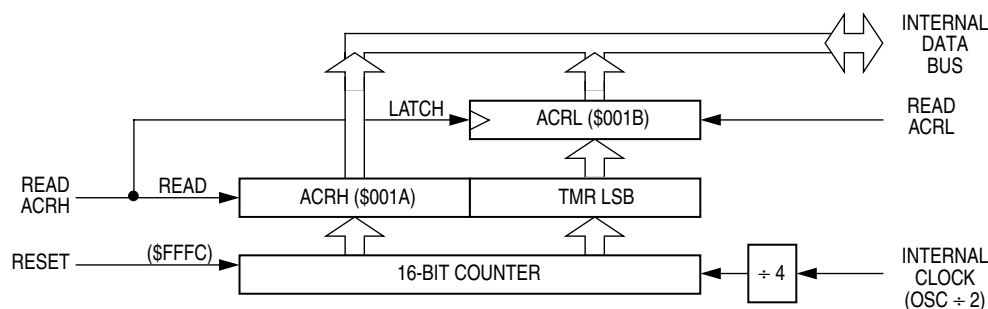 INTERNAL
DATA
BUS
LATCH
ACRL ($001B)
READ
ACRL
READ
ACRH
READ
ACRH ($001A)
TMR LSB
RESET
($FFFC)
16-BIT COUNTER
÷ 4
INTERNAL
CLOCK
(OSC ÷ 2)